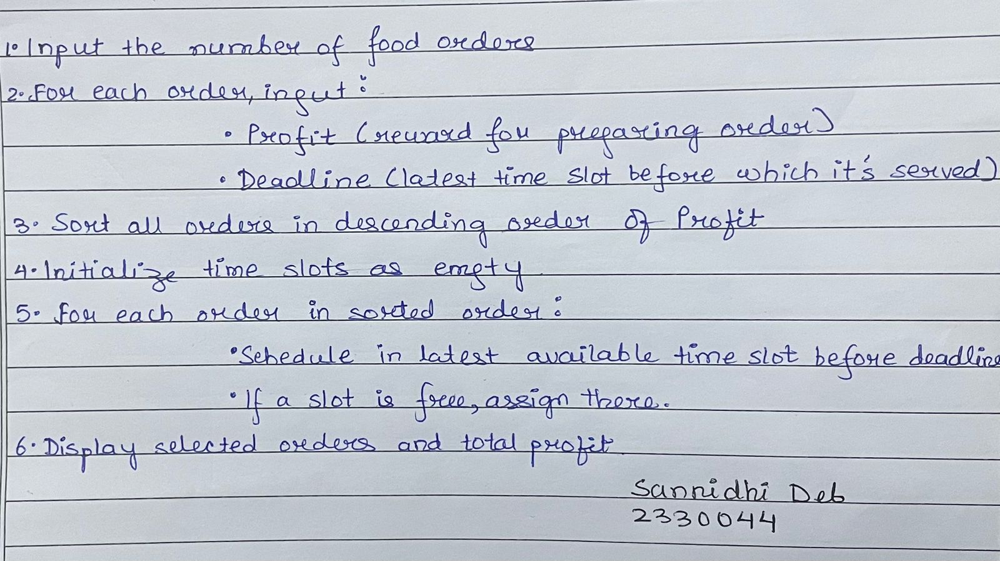 1. Input the number of food orders
2. For each order, input:
• Profit (reward for preparing order)
• Deadline (latest time slot before which it's served)
3. Sort all orders in descending order of Profit
4. Initialize time slots as empty
5. for each order in sorted order:
• Schedule in latest available time slot before deadline
• If a slot is free, assign there.
6. Display selected orders and total profit
Sannidhi Deb
2330044